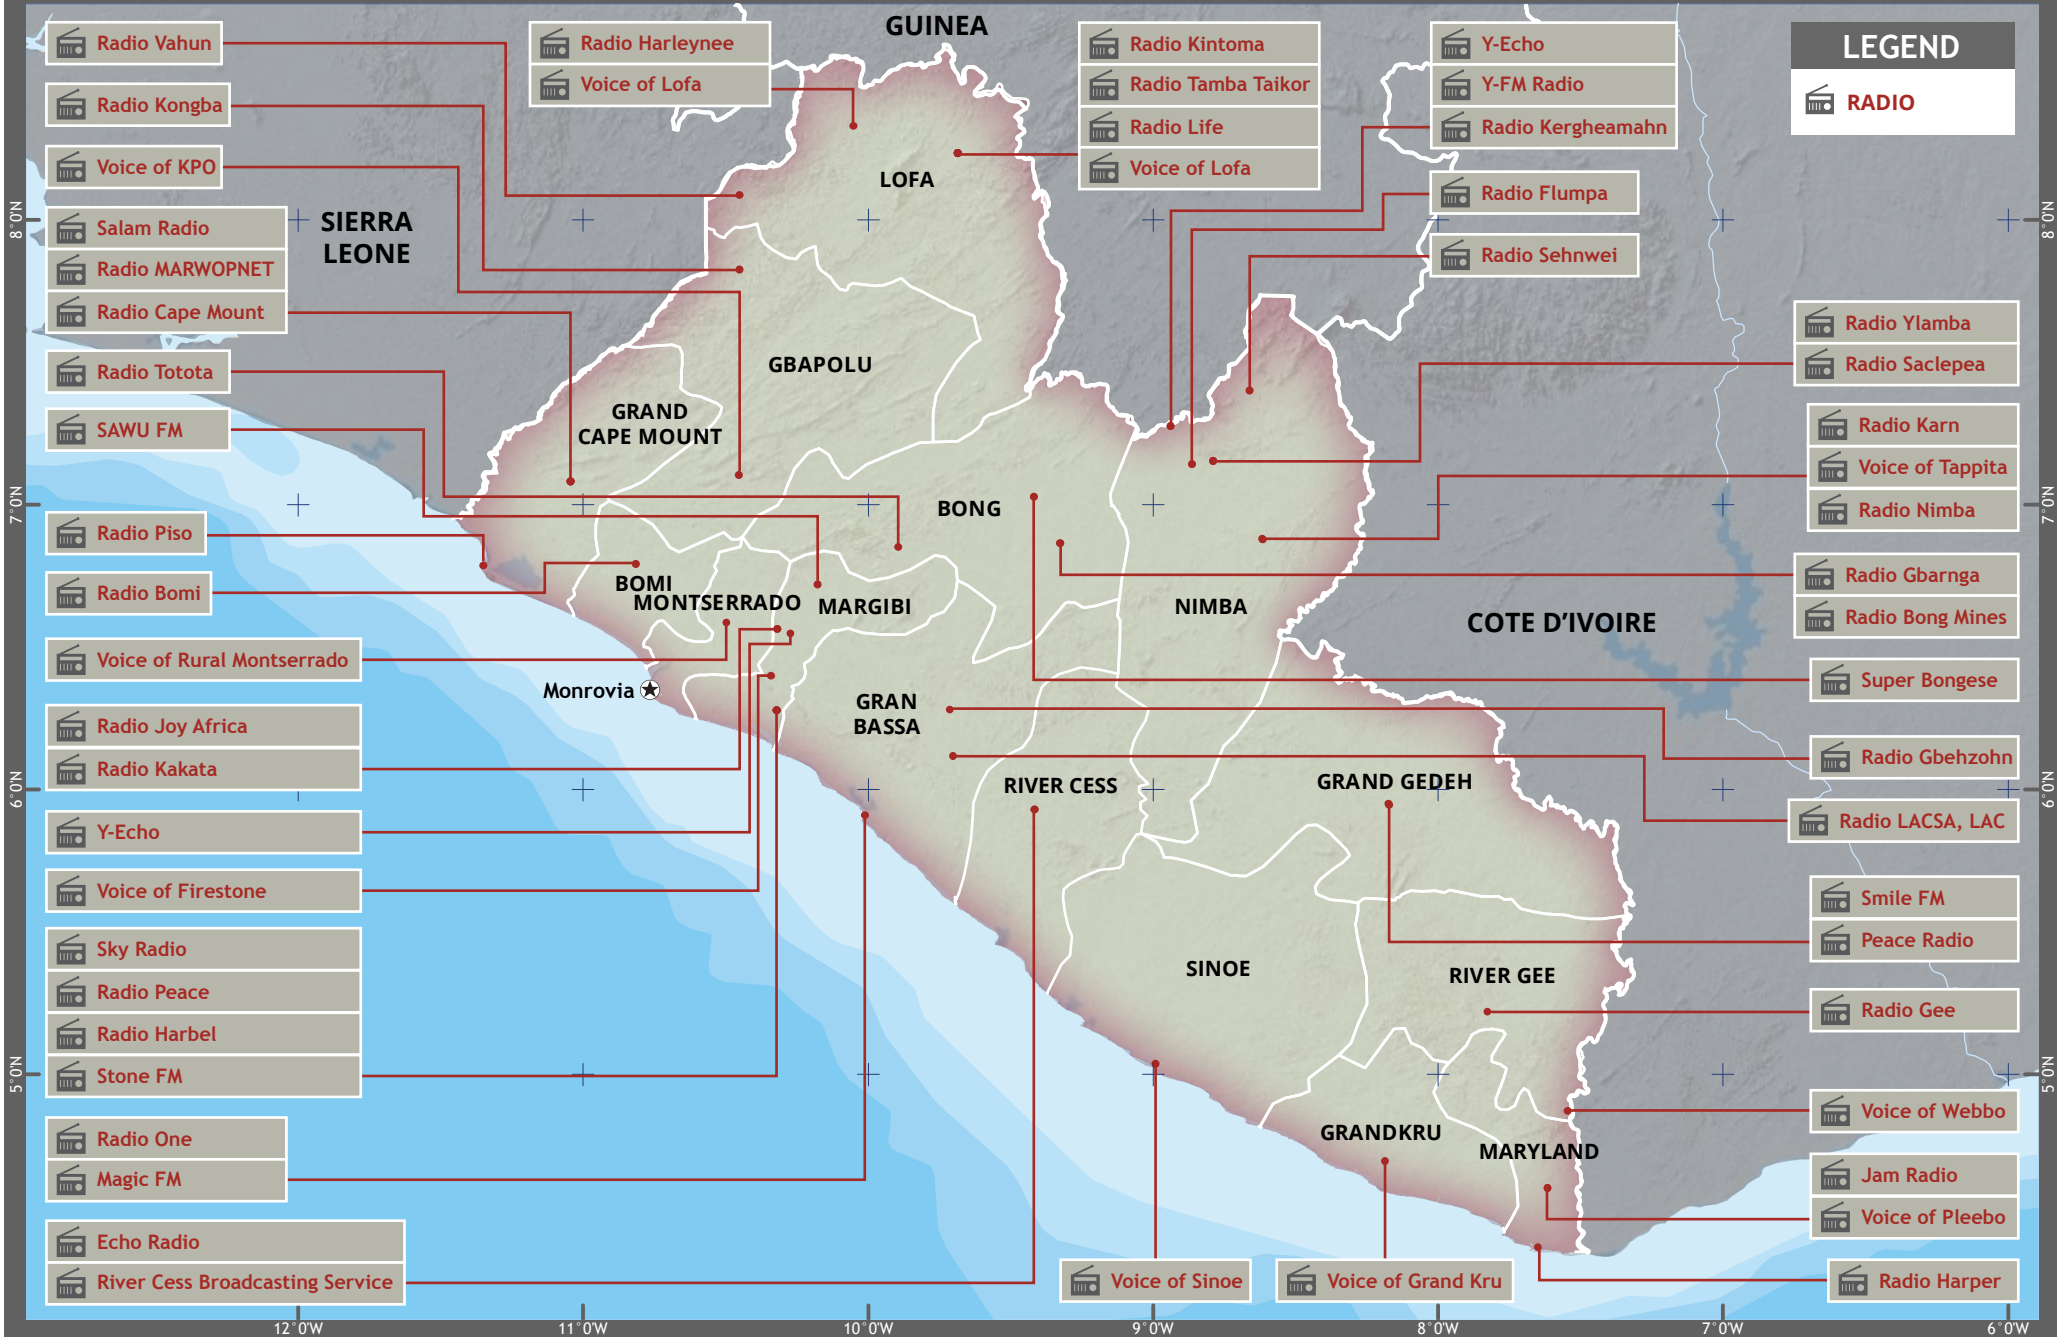 Radio Vahun
Radio Kongba
Voice of KPO
Salam Radio
Radio MARWOPNET
Radio Cape Mount
Radio Totota
SAWU FM
Radio Piso
Radio Bomi
Voice of Rural Montserrado
Radio Joy Africa
Radio Kakata
Y-Echo
Voice of Firestone
Sky Radio
Radio Peace
Radio Harbel
Stone FM
Radio One
Magic FM
Echo Radio
River Cess Broadcasting Service
Radio Harleynee
Voice of Lofa
GUINEA
Radio Kintoma
Radio Tamba Taikor
Radio Life
Voice of Lofa
Y-Echo
Y-FM Radio
Radio Kergheamahn
Radio Flumpa
Radio Sehnwei
LEGEND
RADIO
Radio Ylamba
Radio Saclepea
Radio Karn
Voice of Tappita
Radio Nimba
Radio Gbarnga
Radio Bong Mines
Super Bongese
Radio Gbehzohn
Radio LACSA, LAC
Smile FM
Peace Radio
Radio Gee
Voice of Webbo
Jam Radio
Voice of Pleebo
Radio Harper
Voice of Sinoe
Voice of Grand Kru
SIERRA
LEONE
COTE D'IVOIRE
LOFA
GBAPOLU
GRAND
CAPE MOUNT
BONG
BOMI
MONTSERRADO
MARGIBI
NIMBA
Monrovia
GRAN
BASSA
RIVER CESS
GRAND GEDEH
SINOE
RIVER GEE
GRANDKRU
MARYLAND
8°0'N
7°0'N
6°0'N
5°0'N
8°0'N
7°0'N
6°0'N
5°0'N
12°0'W
11°0'W
10°0'W
9°0'W
8°0'W
7°0'W
6°0'W